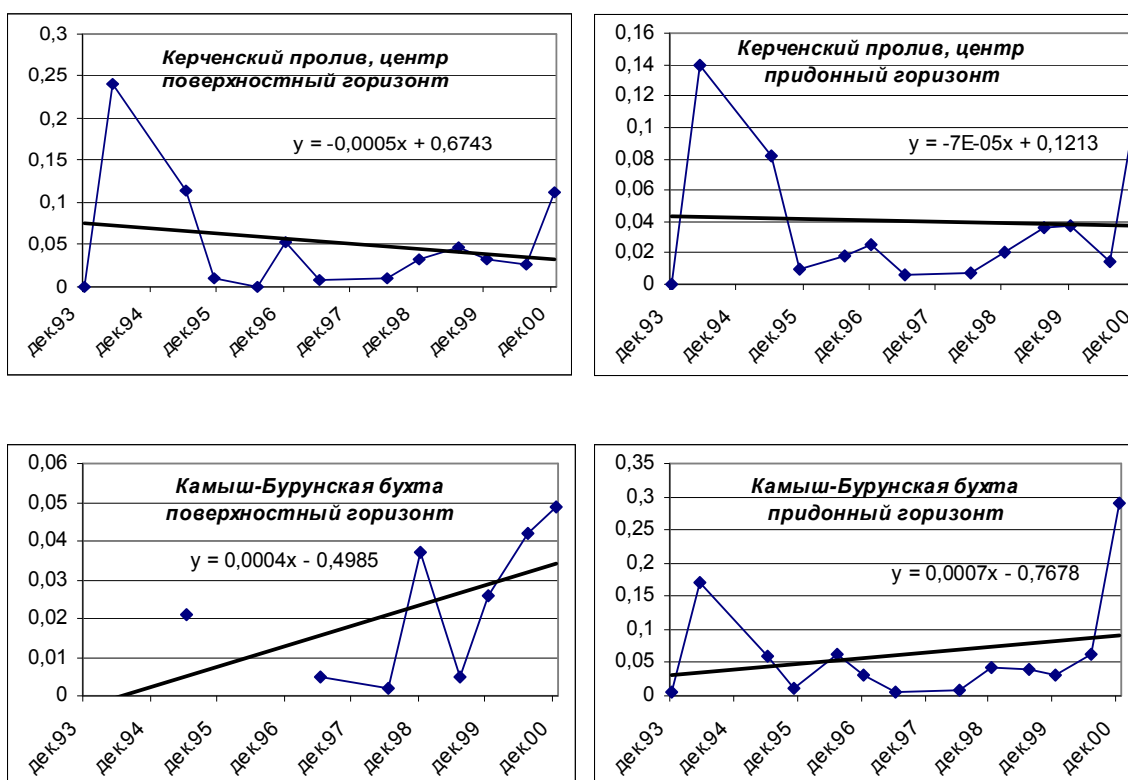 Керченский пролив, центр
поверхностный горизонт
y = -0,0005x + 0,6743
0,3
0,25
0,2
0,15
0,1
0,05
0
дек.93
дек.94
дек.95
дек.96
дек.97
дек.98
дек.99
дек.00
Керченский пролив, центр
придонный горизонт
y = -7E-05x + 0,1213
0,16
0,14
0,12
0,10
0,08
0,06
0,04
0,02
0
дек.93
дек.94
дек.95
дек.96
дек.97
дек.98
дек.99
дек.00
Камыш-Бурунская бухта
поверхностный горизонт
y = 0,0004x - 0,4985
0,06
0,05
0,04
0,03
0,02
0,01
0
дек.93
дек.94
дек.95
дек.96
дек.97
дек.98
дек.99
дек.00
Камыш-Бурунская бухта
придонный горизонт
y = 0,0007x - 0,7678
0,35
0,3
0,25
0,2
0,15
0,1
0,05
0
дек.93
дек.94
дек.95
дек.96
дек.97
дек.98
дек.99
дек.00